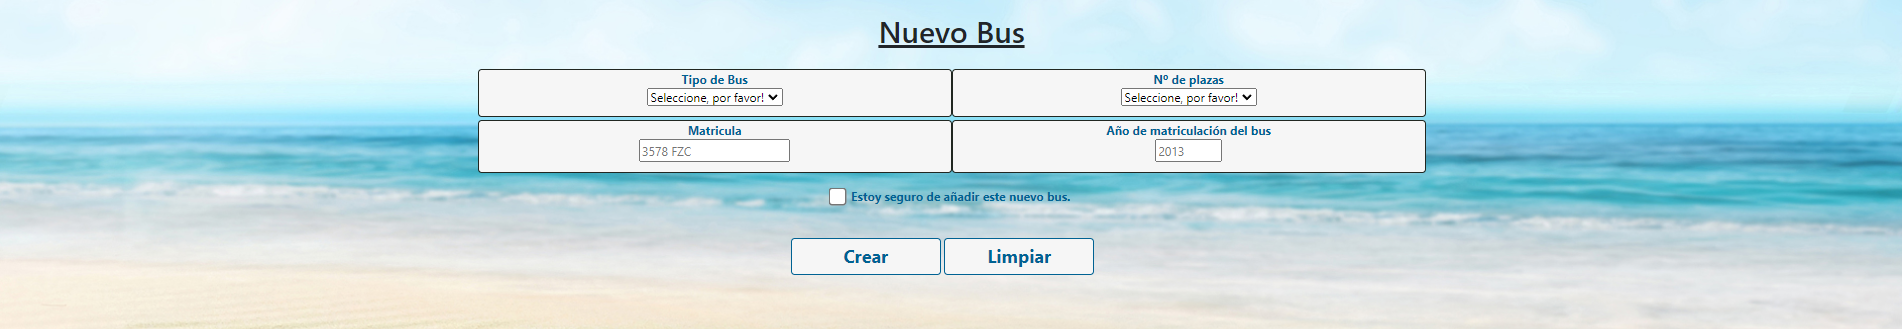 Nuevo Bus
Tipo de Bus
Seleccione, por favor!
Nº de plazas
Seleccione, por favor!
Matricula
3578 FZC
Año de matriculación del bus
2013
Estoy seguro de añadir este nuevo bus.
Crear
Limpiar